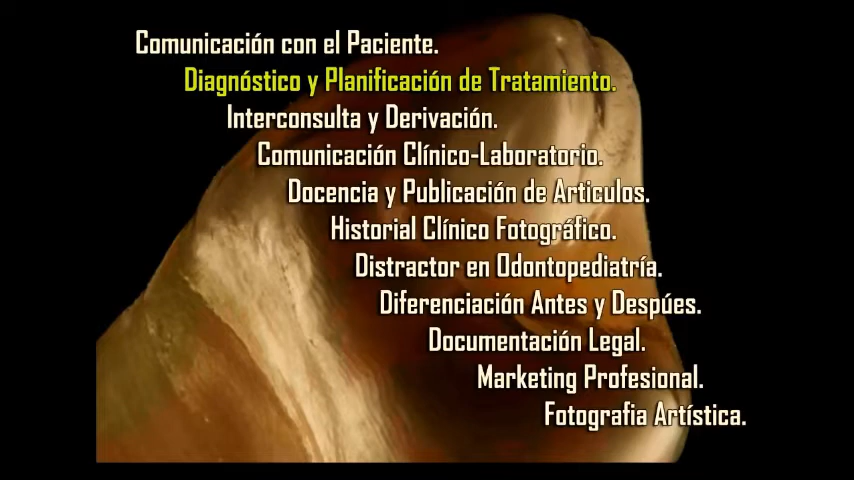 Comunicación con el Paciente.
Diagnóstico y Planificación de Tratamiento.
Interconsulta y Derivación.
Comunicación Clínico-Laboratorio.
Docencia y Publicación de Articulos.
Historial Clínico Fotográfico.
Distractor en Odontopediatría.
Diferenciación Antes y Despúes.
Documentación Legal.
Marketing Profesional.
Fotografia Artística.